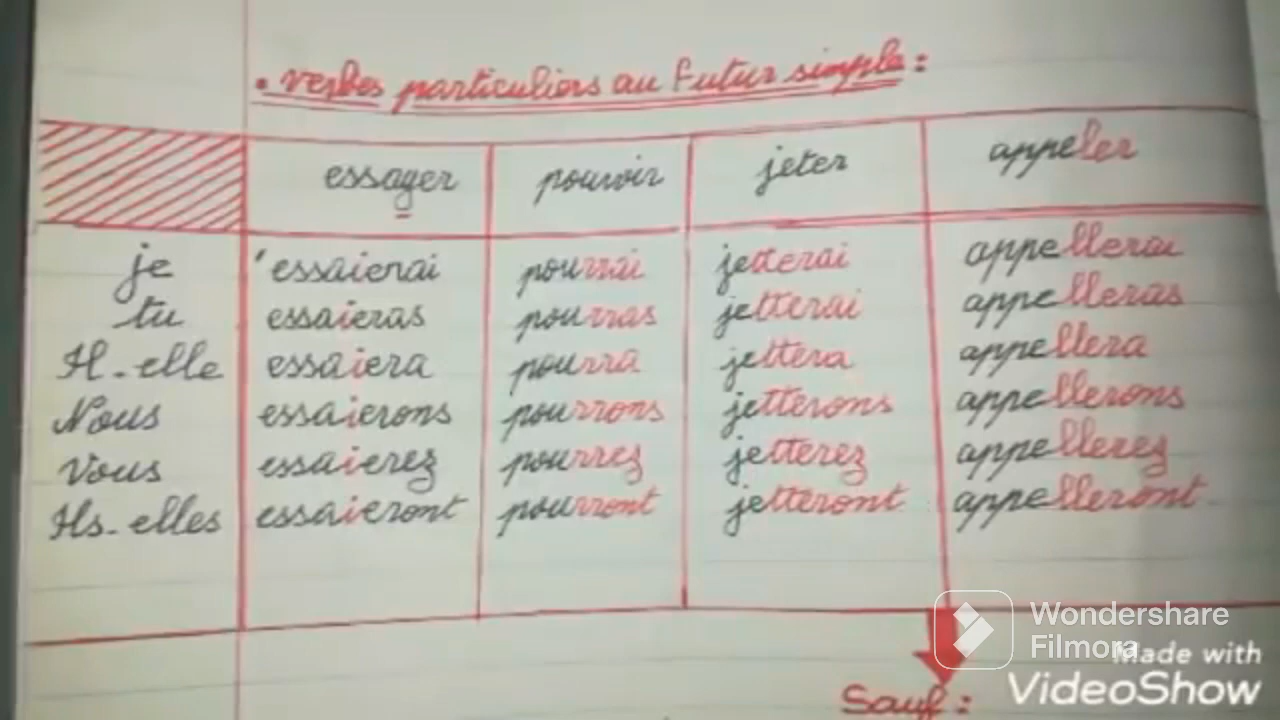 • verbes particuliers au futur simple :
essayer pouvoir jeter appeler
je 'essaierai pourrai jetterai appellerai
tu essaieras pourras jetterai appelleras
Il - elle essaiera pourra jettera appellera
Nous essaierons pourrons jetterons appellerons
Vous essaierez pourrez jetterez appellerez
Ils - elles essaieront pourront jetteront appelleront
Wondershare
Filmora
Made with
VideoShow
Sauf :